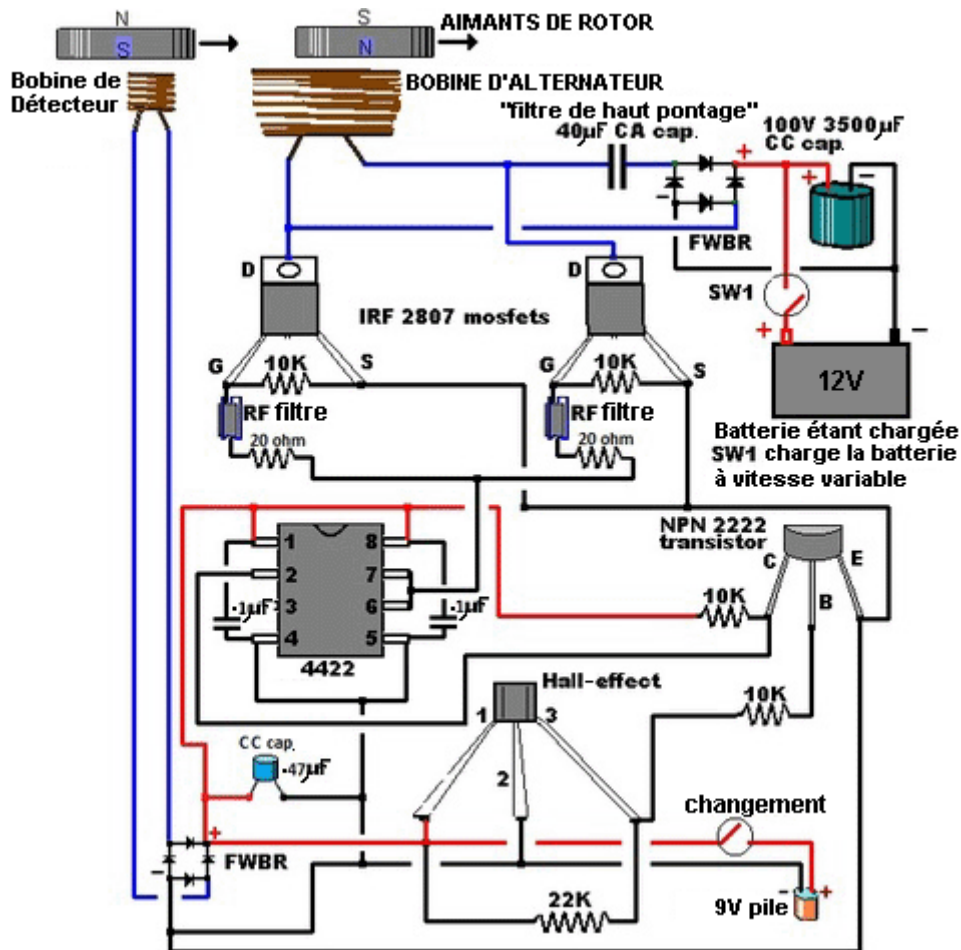 N
S
S
N
AIMANTS DE ROTOR
Bobine de
Détecteur
BOBINE D'ALTERNATEUR
"filtre de haut pontage"
40µF CA cap.
100V 3500µF
CC cap.
+
+
-
-
FWBR
SW1
+
-
12V
Batterie étant chargée
SW1 charge la batterie
à vitesse variable
D
D
IRF 2807 mosfets
G
10K
S
G
10K
S
RF filtre
RF filtre
20 ohm
20 ohm
NPN 2222
transistor
C
E
B
10K
1
8
2
7
3
6
4
5
.1µF
.1µF
4422
Hall-effect
1
3
2
10K
CC cap.
.47µF
changement
+
-
FWBR
22K
-
+
9V pile